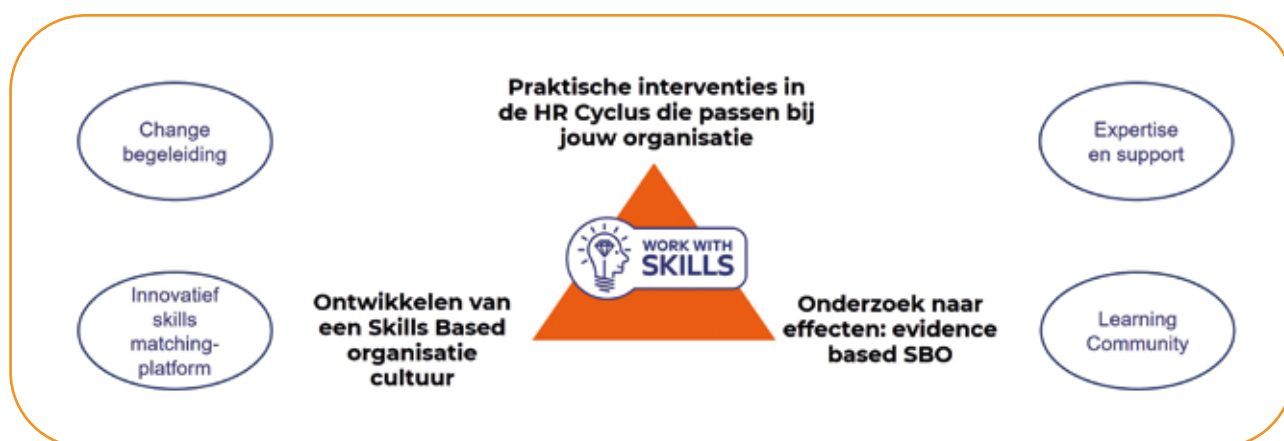 Praktische interventies in
de HR Cyclus die passen bij
jouw organisatie
Change
begeleiding
Expertise
en support
WORK WITH
SKILLS
Innovatief
skills
matching-
platform
Ontwikkelen van
een Skills Based
organisatie
cultuur
Onderzoek naar
effecten: evidence
based SBO
Learning
Community